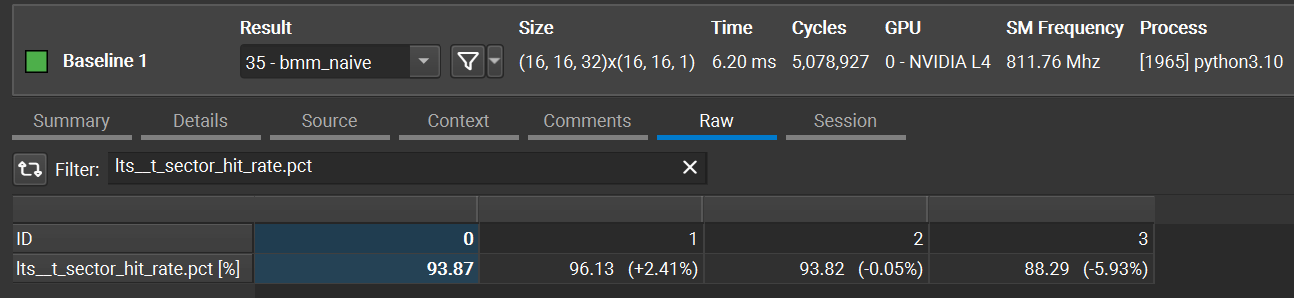 Result Size Time Cycles GPU SM Frequency Process
Baseline 1 35 - bmm_naive (16, 16, 32)x(16, 16, 1) 6.20 ms 5,078,927 0 - NVIDIA L4 811.76 Mhz [1965] python3.10
Summary Details Source Context Comments Raw Session
Filter: lts__t_sector_hit_rate.pct
ID 0 1 2 3
lts__t_sector_hit_rate.pct [%] 93.87 96.13 (+2.41%) 93.82 (-0.05%) 88.29 (-5.93%)